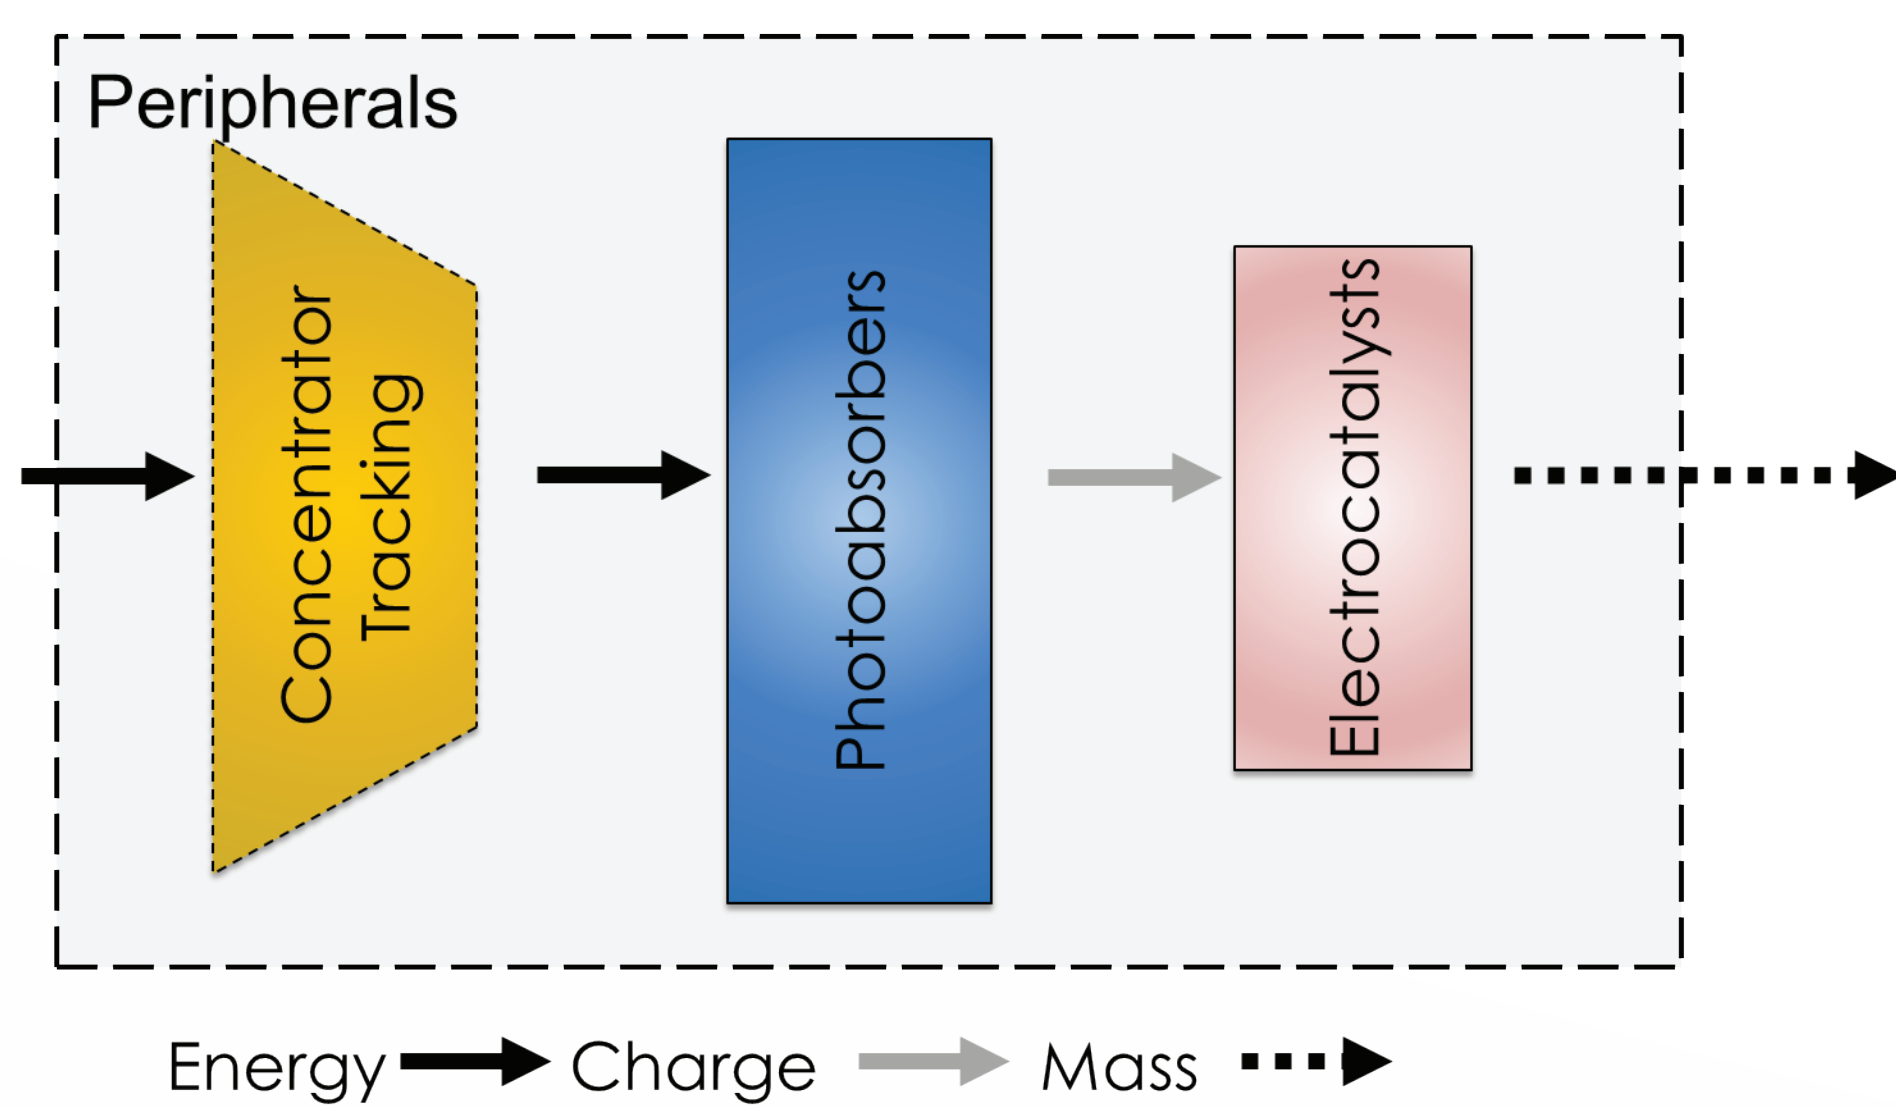 Peripherals
Concentrator
Tracking
Photoabsorbers
Electrocatalysts
Energy Charge Mass